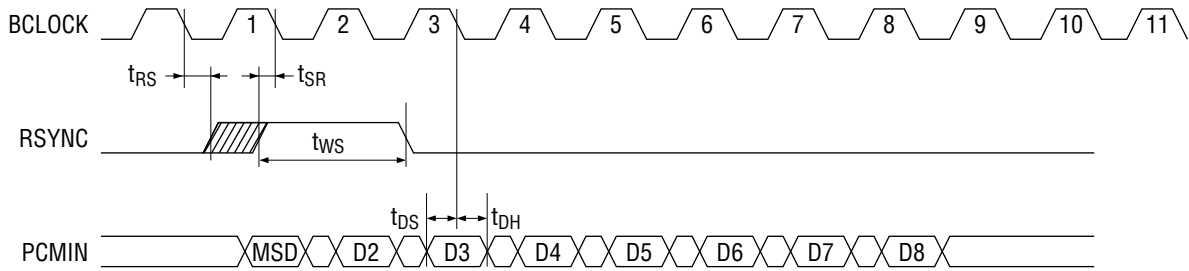 BCLOCK 1 2 3 4 5 6 7 8 9 10 11
tRS tSR
RSYNC tWS
tDS tDH
PCMIN MSD D2 D3 D4 D5 D6 D7 D8